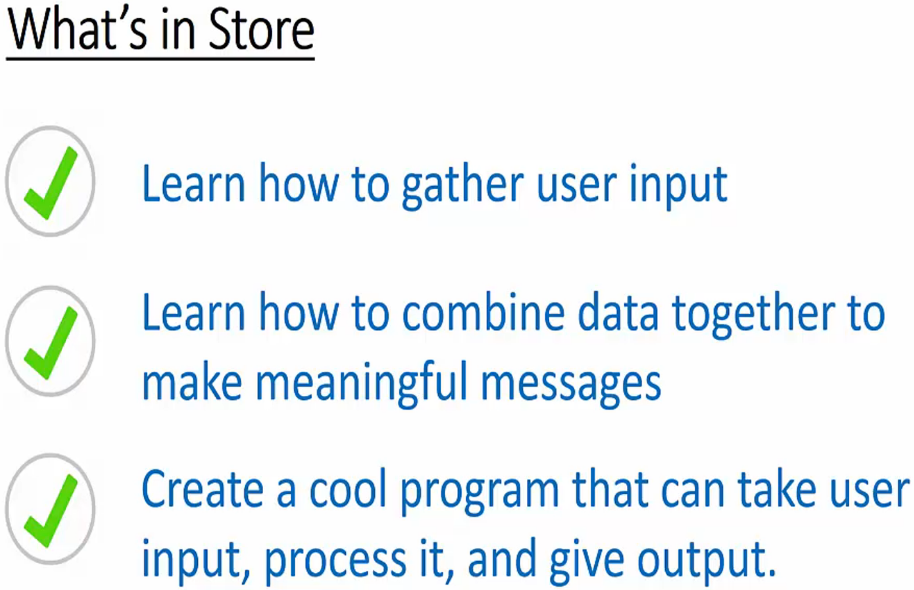 What's in Store
Learn how to gather user input
Learn how to combine data together to
make meaningful messages
Create a cool program that can take user
input, process it, and give output.